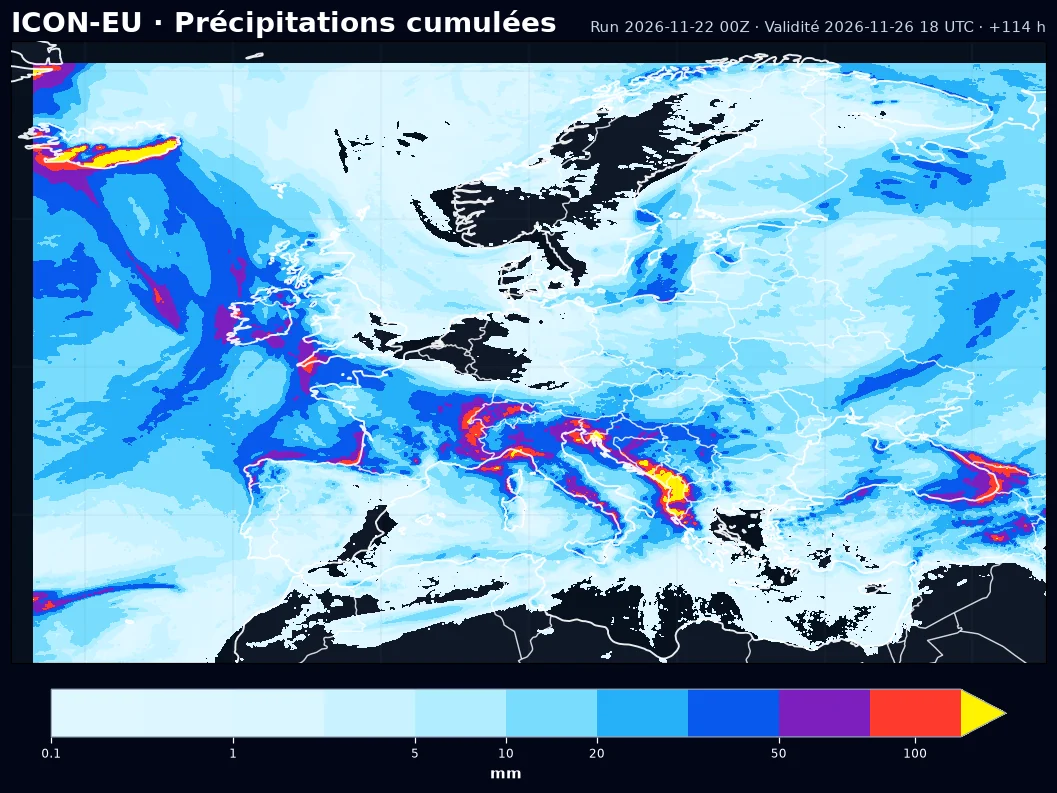 ICON-EU · Précipitations cumulées
Run 2026-11-22 00Z · Validité 2026-11-26 18 UTC · +114 h
0.1 1 5 10 20 50 100
mm